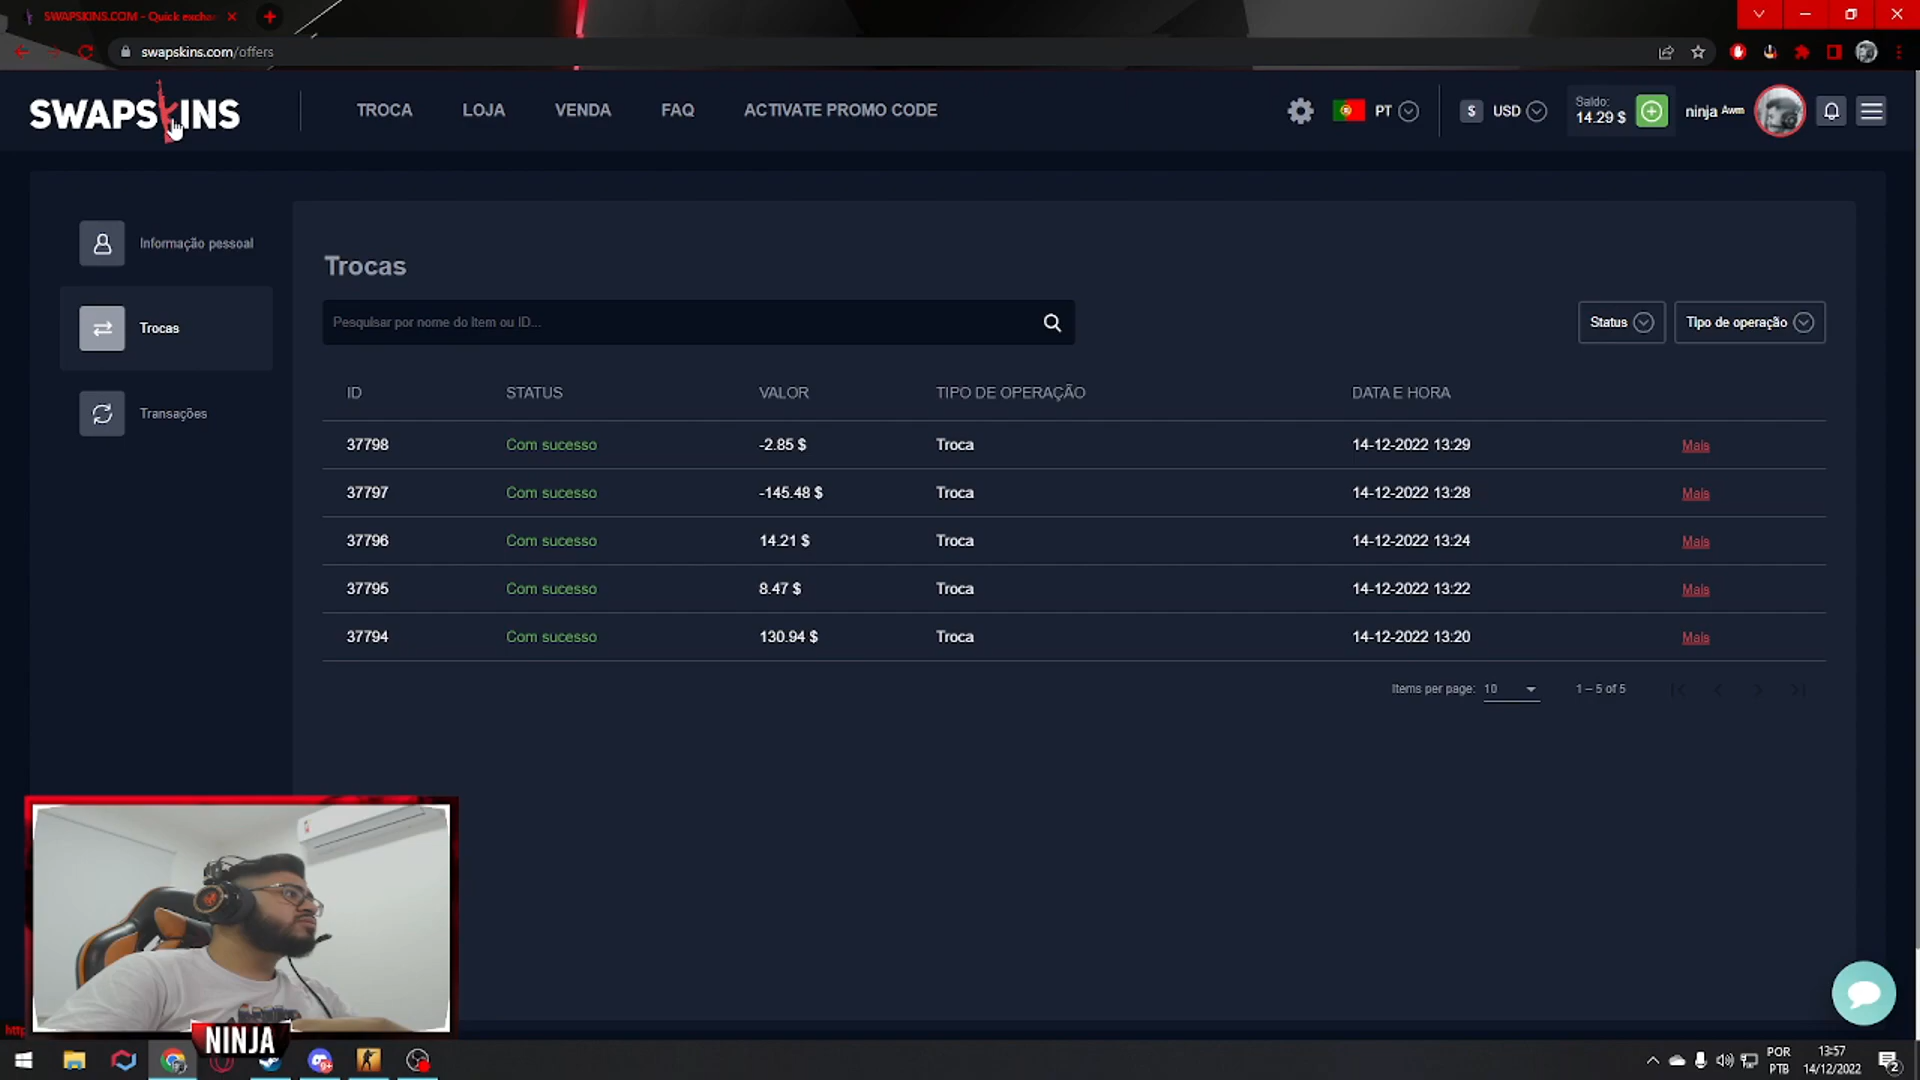 SWAPSKINS.COM - Quick exchan
swapskins.com/offers
SWAPSKINS
TROCA
LOJA
VENDA
FAQ
ACTIVATE PROMO CODE
PT
$ USD
Saldo:
14.29 $
ninja Awm
Informação pessoal
Trocas
Transações
Trocas
Pesquisar por nome do Item ou ID...
Status
Tipo de operação
ID STATUS VALOR TIPO DE OPERAÇÃO DATA E HORA
37798 Com sucesso -2.85 $ Troca 14-12-2022 13:29 Mais
37797 Com sucesso -145.48 $ Troca 14-12-2022 13:28 Mais
37796 Com sucesso 14.21 $ Troca 14-12-2022 13:24 Mais
37795 Com sucesso 8.47 $ Troca 14-12-2022 13:22 Mais
37794 Com sucesso 130.94 $ Troca 14-12-2022 13:20 Mais
Items per page: 10 1 – 5 of 5
NINJA
9+
POR
PTB
13:57
14/12/2022
2